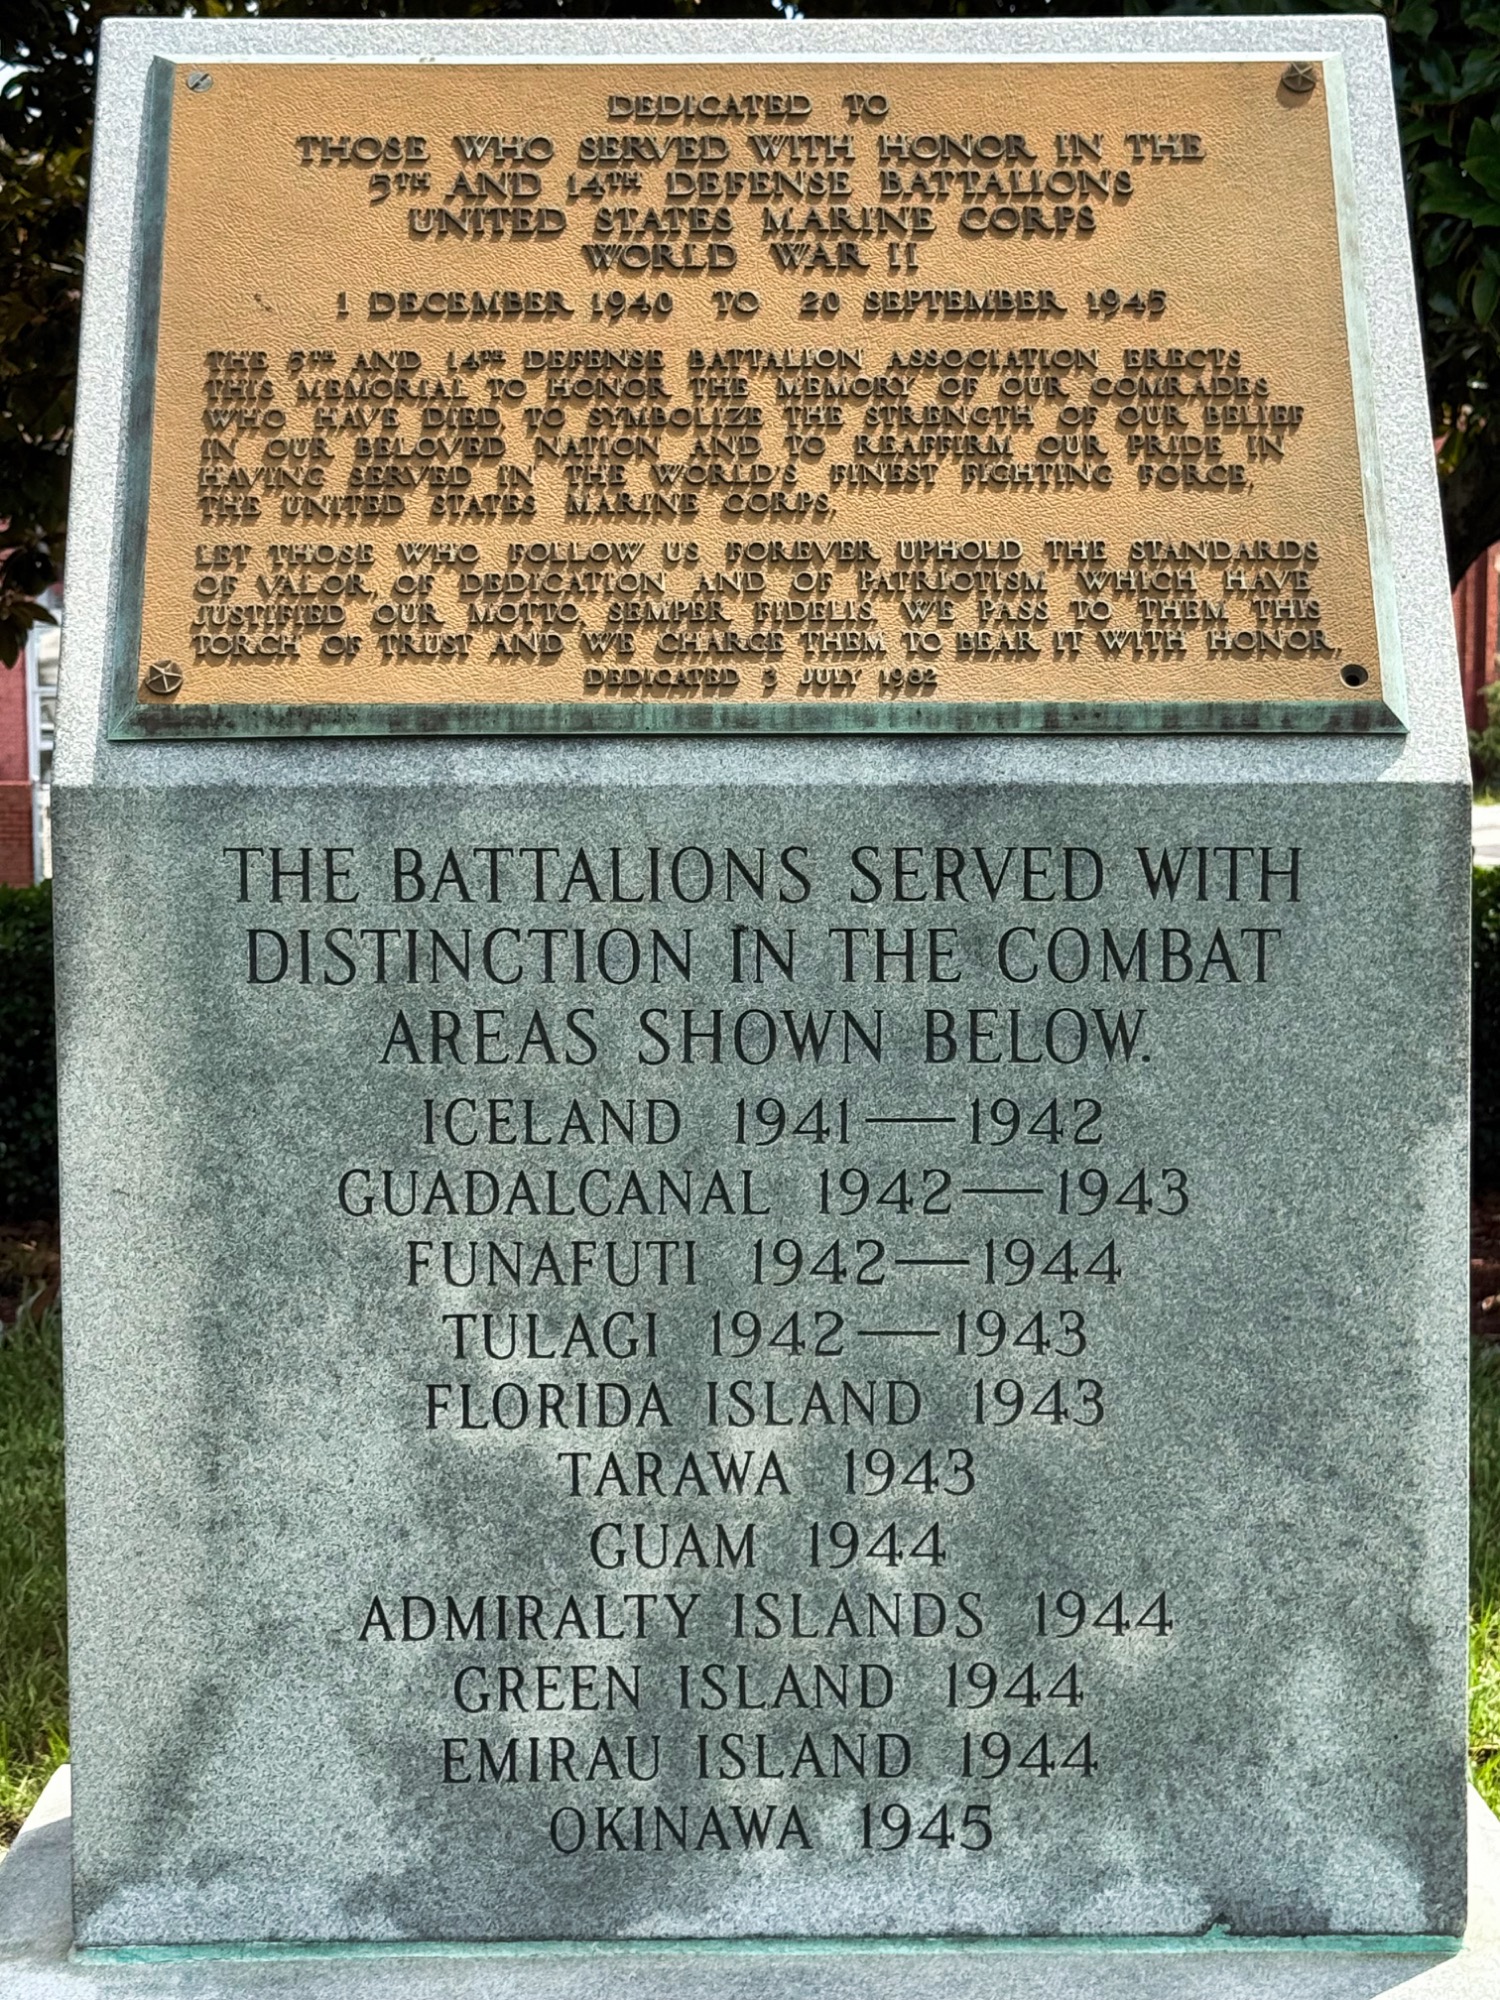 DEDICATED TO
THOSE WHO SERVED WITH HONOR IN THE
5TH AND 14TH DEFENSE BATTALIONS
UNITED STATES MARINE CORPS
WORLD WAR II
1 DECEMBER 1940 TO 20 SEPTEMBER 1945
THE 5TH AND 14TH DEFENSE BATTALION ASSOCIATION ERECTS
THIS MEMORIAL TO HONOR THE MEMORY OF OUR COMRADES
WHO HAVE DIED, TO SYMBOLIZE THE STRENGTH OF OUR BELIEF
IN OUR BELOVED NATION AND TO REAFFIRM OUR PRIDE IN
HAVING SERVED IN THE WORLD'S FINEST FIGHTING FORCE,
THE UNITED STATES MARINE CORPS.
LET THOSE WHO FOLLOW US FOREVER UPHOLD THE STANDARDS
OF VALOR, OF DEDICATION AND OF PATRIOTISM WHICH HAVE
JUSTIFIED OUR MOTTO, SEMPER FIDELIS. WE PASS TO THEM THIS
TORCH OF TRUST AND WE CHARGE THEM TO BEAR IT WITH HONOR.
DEDICATED 3 JULY 1982
THE BATTALIONS SERVED WITH
DISTINCTION IN THE COMBAT
AREAS SHOWN BELOW.
ICELAND 1941—1942
GUADALCANAL 1942—1943
FUNAFUTI 1942—1944
TULAGI 1942—1943
FLORIDA ISLAND 1943
TARAWA 1943
GUAM 1944
ADMIRALTY ISLANDS 1944
GREEN ISLAND 1944
EMIRAU ISLAND 1944
OKINAWA 1945